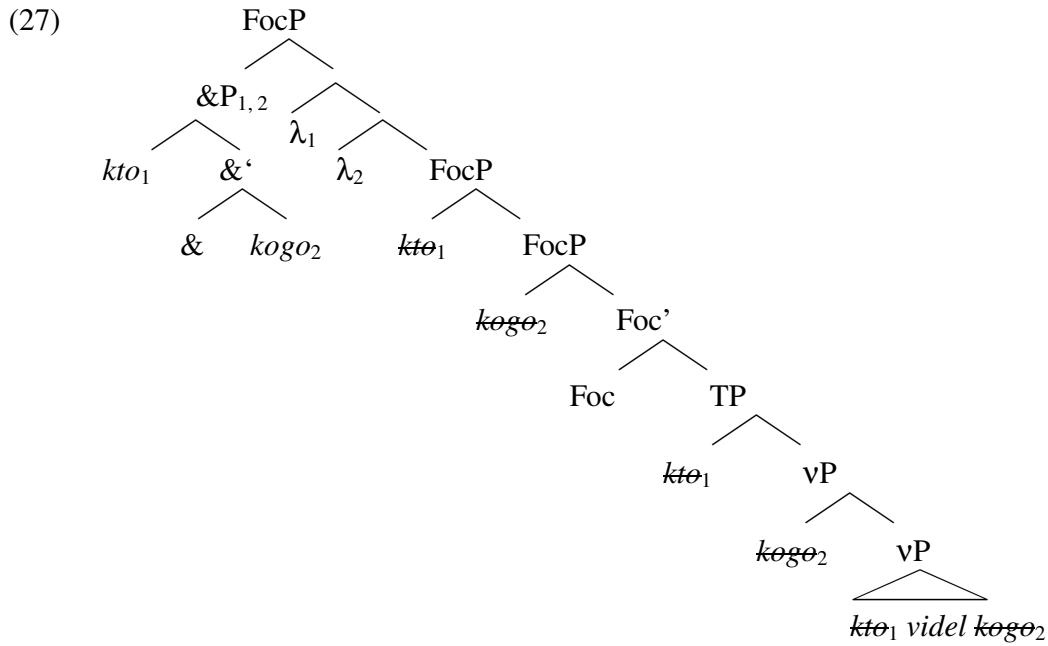 (27) FocP
&P1, 2
λ1
kto1 &‘ λ2 FocP
& kogo2 kto1 FocP
kogo2 Foc’
Foc TP
kto1 νP
kogo2 νP
kto1 videl kogo2